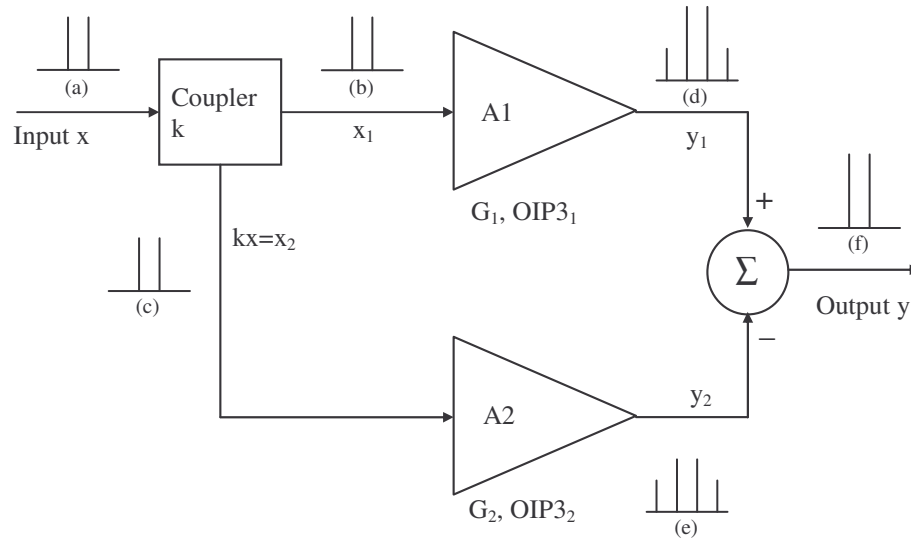 (a)
(b)
(d)
Coupler
k
Input x
x₁
A1
y₁
G₁, OIP3₁
+
(f)
kx=x₂
(c)
Σ
Output y
−
A2
y₂
G₂, OIP3₂
(e)